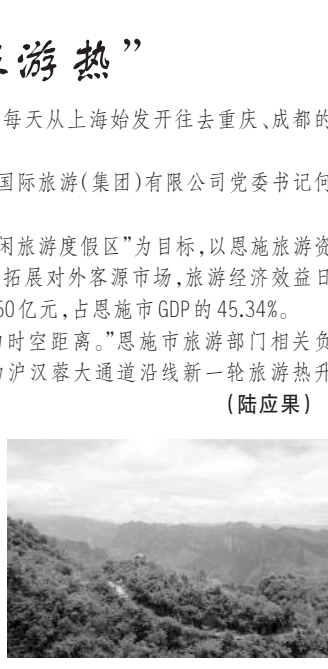 游热”
每天从上海始发开往去重庆、成都的
国际旅游(集团)有限公司党委书记何
闲旅游度假区”为目标,以恩施旅游资
拓展对外客源市场,旅游经济效益日
50亿元,占恩施市GDP的45.34%。
时空距离。”恩施市旅游部门相关负
沪汉蓉大通道沿线新一轮旅游热升
(陆应果)